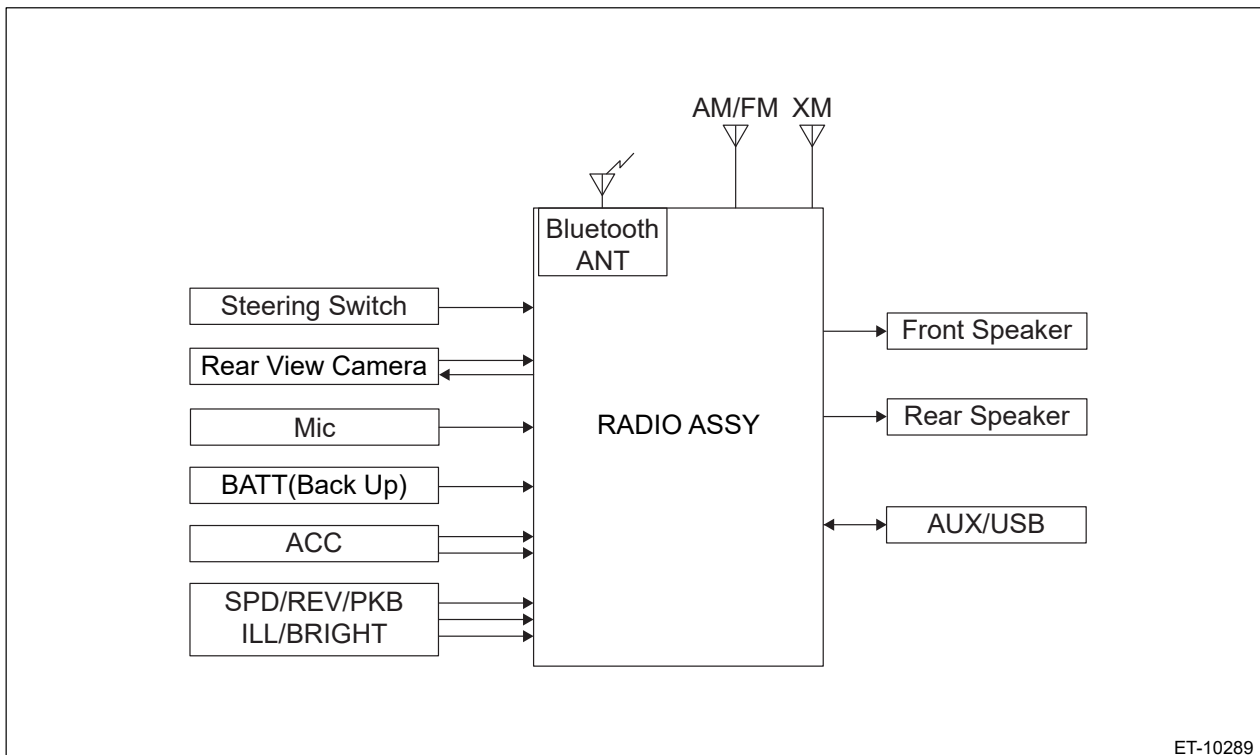 AM/FM XM
Bluetooth
ANT
Steering Switch
Rear View Camera
Mic
BATT(Back Up)
ACC
SPD/REV/PKB
ILL/BRIGHT
RADIO ASSY
Front Speaker
Rear Speaker
AUX/USB
ET-10289